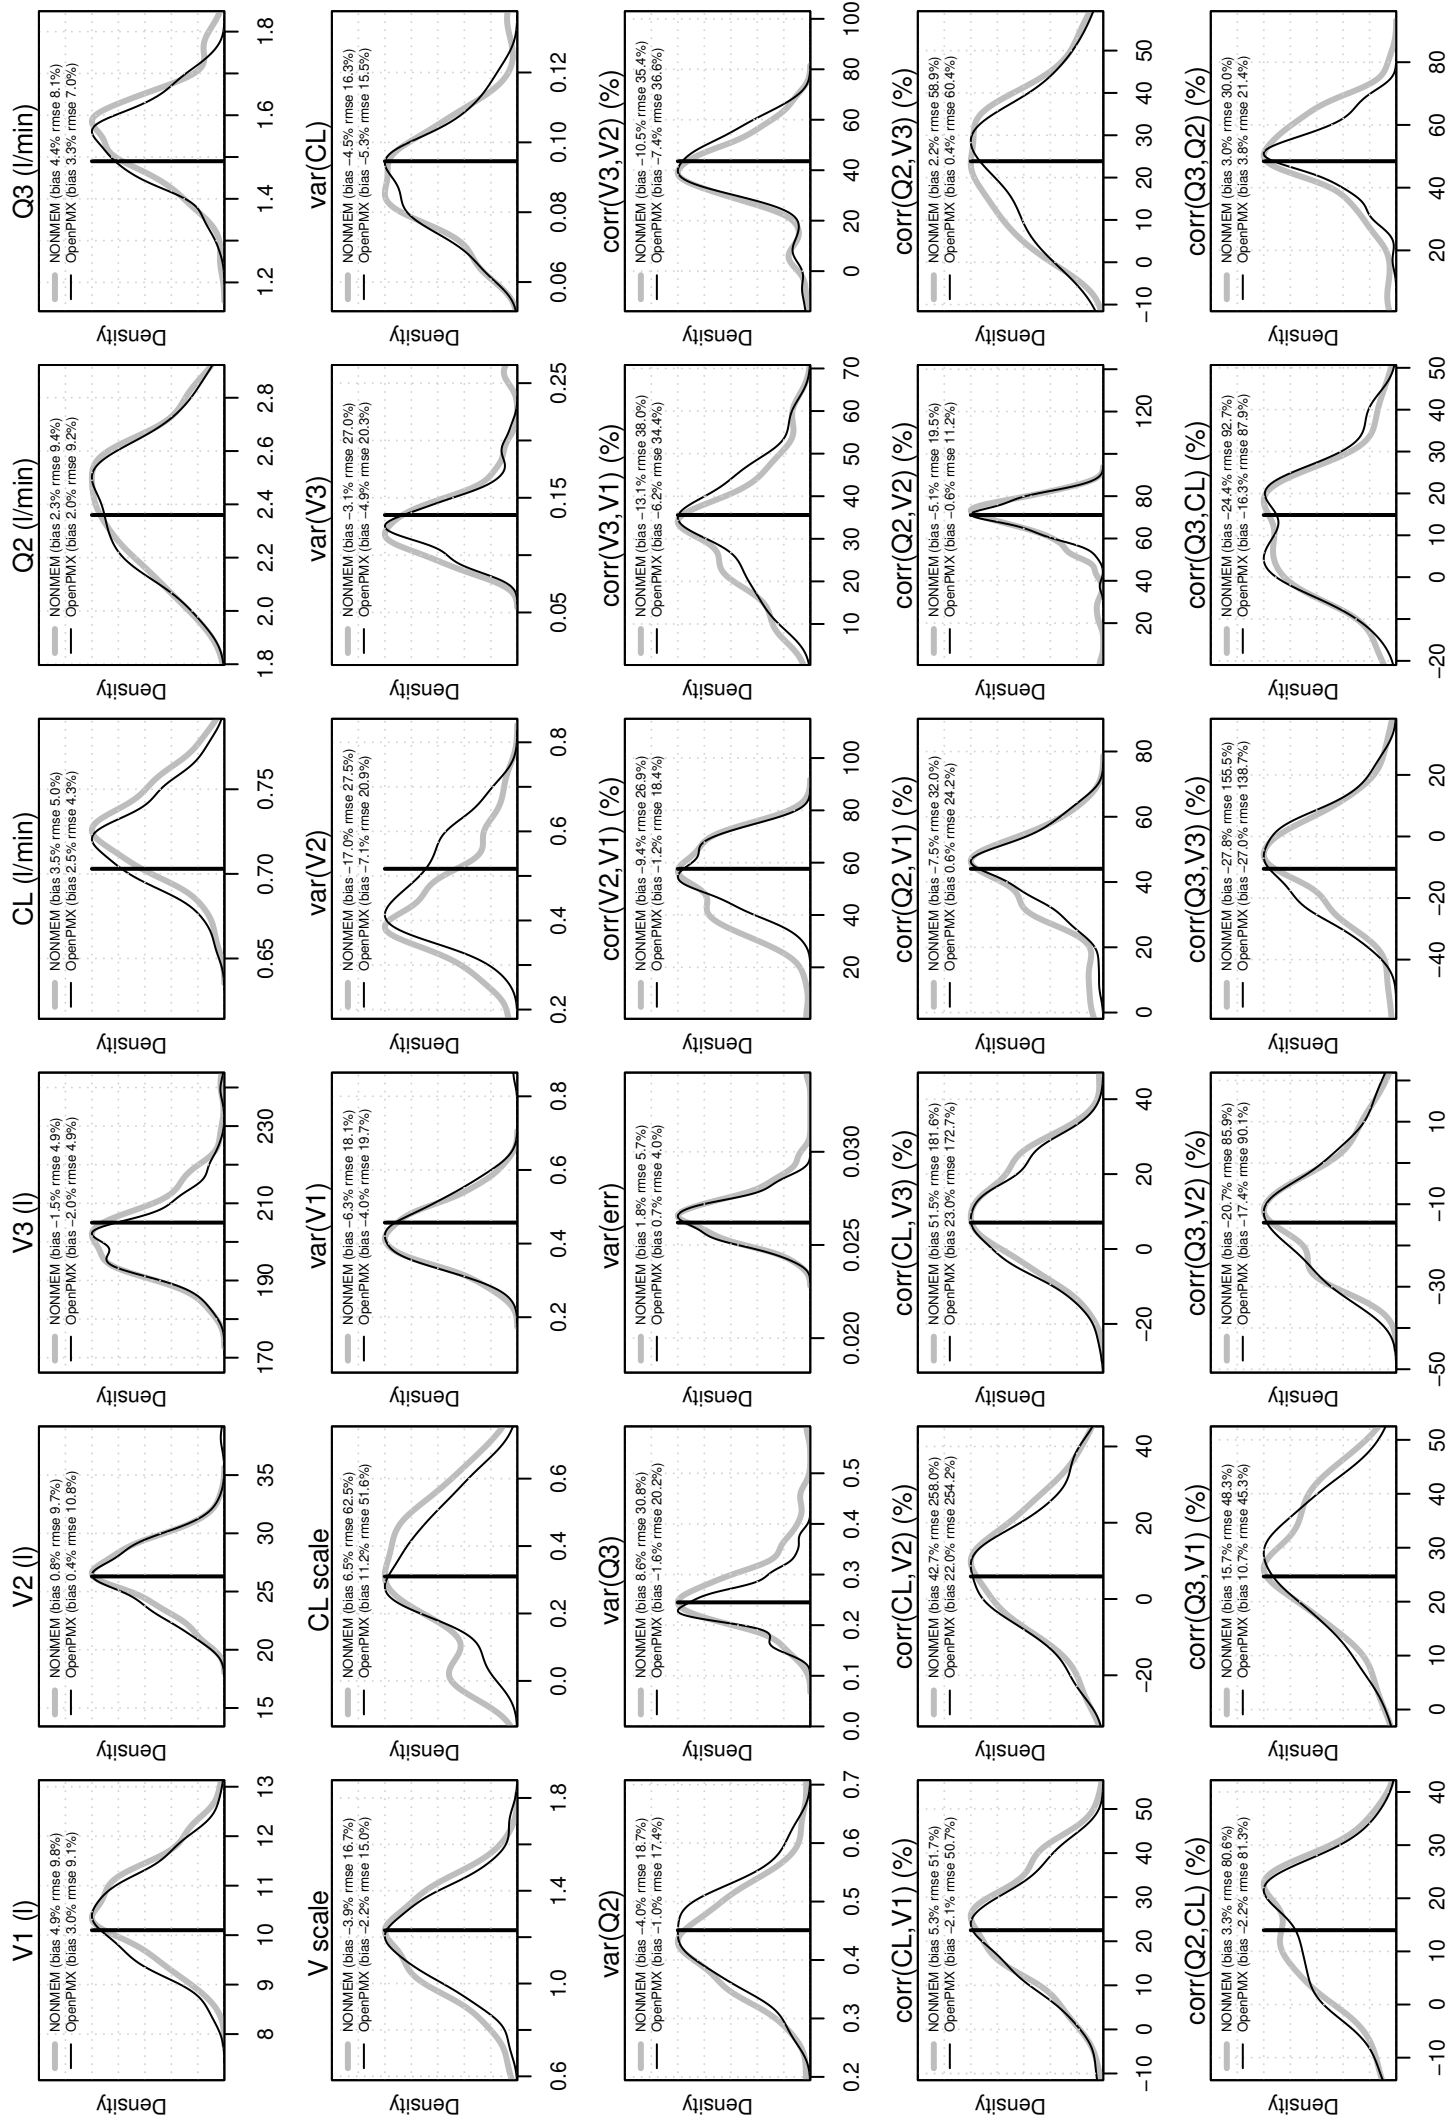 V1 (l)
NONMEM (bias 4.9% rmse 9.8%)
OpenPMX (bias 3.0% rmse 9.1%)
Density
8 9 10 11 12 13
V2 (l)
NONMEM (bias 0.8% rmse 9.7%)
OpenPMX (bias 0.4% rmse 10.8%)
Density
15 20 25 30 35
V3 (l)
NONMEM (bias −1.5% rmse 4.9%)
OpenPMX (bias −2.0% rmse 4.9%)
Density
170 190 210 230
CL (l/min)
NONMEM (bias 3.5% rmse 5.0%)
OpenPMX (bias 2.5% rmse 4.3%)
Density
0.65 0.70 0.75
Q2 (l/min)
NONMEM (bias 2.3% rmse 9.4%)
OpenPMX (bias 2.0% rmse 9.2%)
Density
1.8 2.0 2.2 2.4 2.6 2.8
Q3 (l/min)
NONMEM (bias 4.4% rmse 8.1%)
OpenPMX (bias 3.3% rmse 7.0%)
Density
1.2 1.4 1.6 1.8
V scale
NONMEM (bias −3.9% rmse 16.7%)
OpenPMX (bias −2.2% rmse 15.0%)
Density
0.6 1.0 1.4 1.8
CL scale
NONMEM (bias 6.5% rmse 62.5%)
OpenPMX (bias 11.2% rmse 51.6%)
Density
0.0 0.2 0.4 0.6
var(V1)
NONMEM (bias −6.3% rmse 18.1%)
OpenPMX (bias −4.0% rmse 19.7%)
Density
0.2 0.4 0.6 0.8
var(V2)
NONMEM (bias −17.0% rmse 27.5%)
OpenPMX (bias −7.1% rmse 20.9%)
Density
0.2 0.4 0.6 0.8
var(V3)
NONMEM (bias −3.1% rmse 27.0%)
OpenPMX (bias −4.9% rmse 20.3%)
Density
0.05 0.15 0.25
var(CL)
NONMEM (bias −4.5% rmse 16.3%)
OpenPMX (bias −5.3% rmse 15.5%)
Density
0.06 0.08 0.10 0.12
var(Q2)
NONMEM (bias −4.0% rmse 18.7%)
OpenPMX (bias −1.0% rmse 17.4%)
Density
0.2 0.3 0.4 0.5 0.6 0.7
var(Q3)
NONMEM (bias 8.6% rmse 30.8%)
OpenPMX (bias −1.6% rmse 20.2%)
Density
0.0 0.1 0.2 0.3 0.4 0.5
var(err)
NONMEM (bias 1.8% rmse 5.7%)
OpenPMX (bias 0.7% rmse 4.0%)
Density
0.020 0.025 0.030
corr(V2,V1) (%)
NONMEM (bias −9.4% rmse 26.9%)
OpenPMX (bias −1.2% rmse 18.4%)
Density
20 40 60 80 100
corr(V3,V1) (%)
NONMEM (bias −13.1% rmse 38.0%)
OpenPMX (bias −6.2% rmse 34.4%)
Density
10 20 30 40 50 60 70
corr(V3,V2) (%)
NONMEM (bias −10.5% rmse 35.4%)
OpenPMX (bias −7.4% rmse 36.6%)
Density
0 20 40 60 80 100
corr(CL,V1) (%)
NONMEM (bias 5.3% rmse 51.7%)
OpenPMX (bias −2.1% rmse 50.7%)
Density
−10 0 10 20 30 40 50
corr(CL,V2) (%)
NONMEM (bias 42.7% rmse 258.0%)
OpenPMX (bias 22.0% rmse 254.2%)
Density
−20 0 20 40
corr(CL,V3) (%)
NONMEM (bias 51.5% rmse 181.6%)
OpenPMX (bias 23.0% rmse 172.7%)
Density
−20 0 20 40
corr(Q2,V1) (%)
NONMEM (bias −7.5% rmse 32.0%)
OpenPMX (bias 0.6% rmse 24.2%)
Density
0 20 40 60 80
corr(Q2,V2) (%)
NONMEM (bias −5.1% rmse 19.5%)
OpenPMX (bias −0.6% rmse 11.2%)
Density
20 40 60 80 120
corr(Q2,V3) (%)
NONMEM (bias 2.2% rmse 58.9%)
OpenPMX (bias 0.4% rmse 60.4%)
Density
−10 0 10 20 30 40 50
corr(Q2,CL) (%)
NONMEM (bias 3.3% rmse 80.6%)
OpenPMX (bias −2.2% rmse 81.3%)
Density
−10 0 10 20 30 40
corr(Q3,V1) (%)
NONMEM (bias 15.7% rmse 48.3%)
OpenPMX (bias 10.7% rmse 45.3%)
Density
0 10 20 30 40 50
corr(Q3,V2) (%)
NONMEM (bias −20.7% rmse 85.9%)
OpenPMX (bias −17.4% rmse 90.1%)
Density
−50 −30 −10 10
corr(Q3,V3) (%)
NONMEM (bias −27.8% rmse 155.5%)
OpenPMX (bias −27.0% rmse 138.7%)
Density
−40 −20 0 20
corr(Q3,CL) (%)
NONMEM (bias −24.4% rmse 92.7%)
OpenPMX (bias −16.3% rmse 87.9%)
Density
−20 0 10 20 30 40 50
corr(Q3,Q2) (%)
NONMEM (bias 3.0% rmse 30.0%)
OpenPMX (bias 3.8% rmse 21.4%)
Density
20 40 60 80